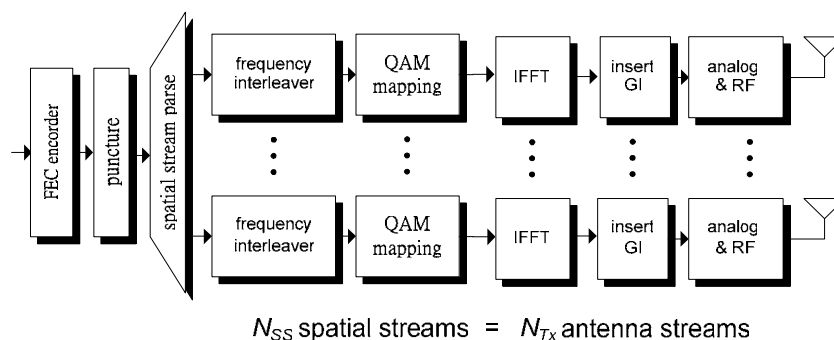 FEC encorder
puncture
spatial stream parse
frequency
interleaver
QAM
mapping
IFFT
insert
GI
analog
& RF
frequency
interleaver
QAM
mapping
IFFT
insert
GI
analog
& RF
N_SS spatial streams = N_Tx antenna streams